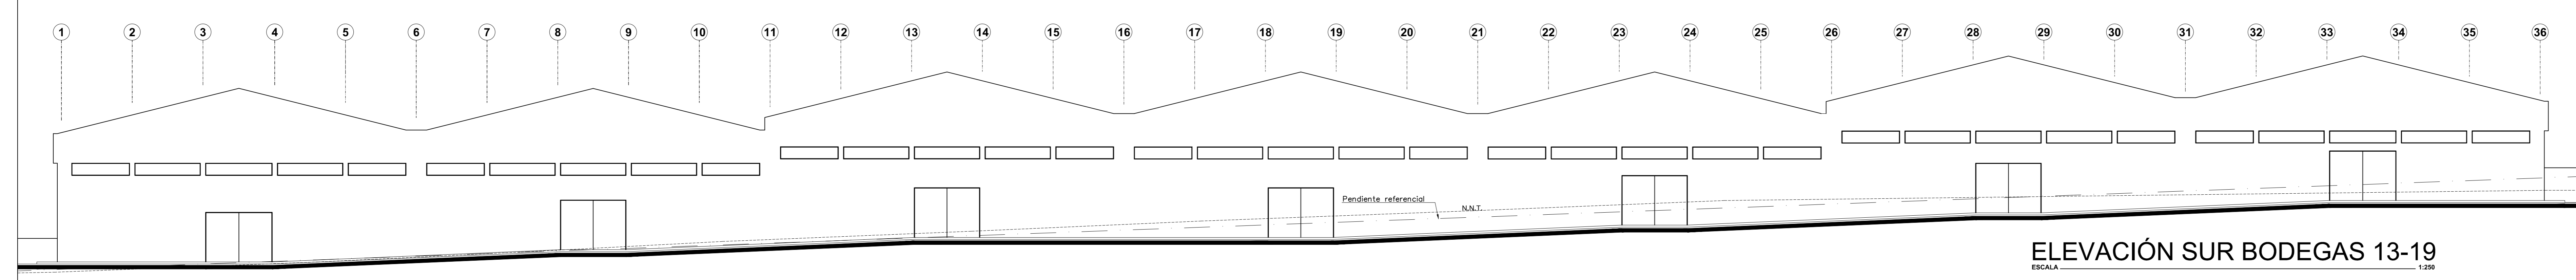 1 2 3 4 5 6 7 8 9 10 11 12 13 14 15 16 17 18 19 20 21 22 23 24 25 26 27 28 29 30 31 32 33 34 35 36
Pendiente referencial
N.N.T.
ELEVACIÓN SUR BODEGAS 13-19
ESCALA 1:250